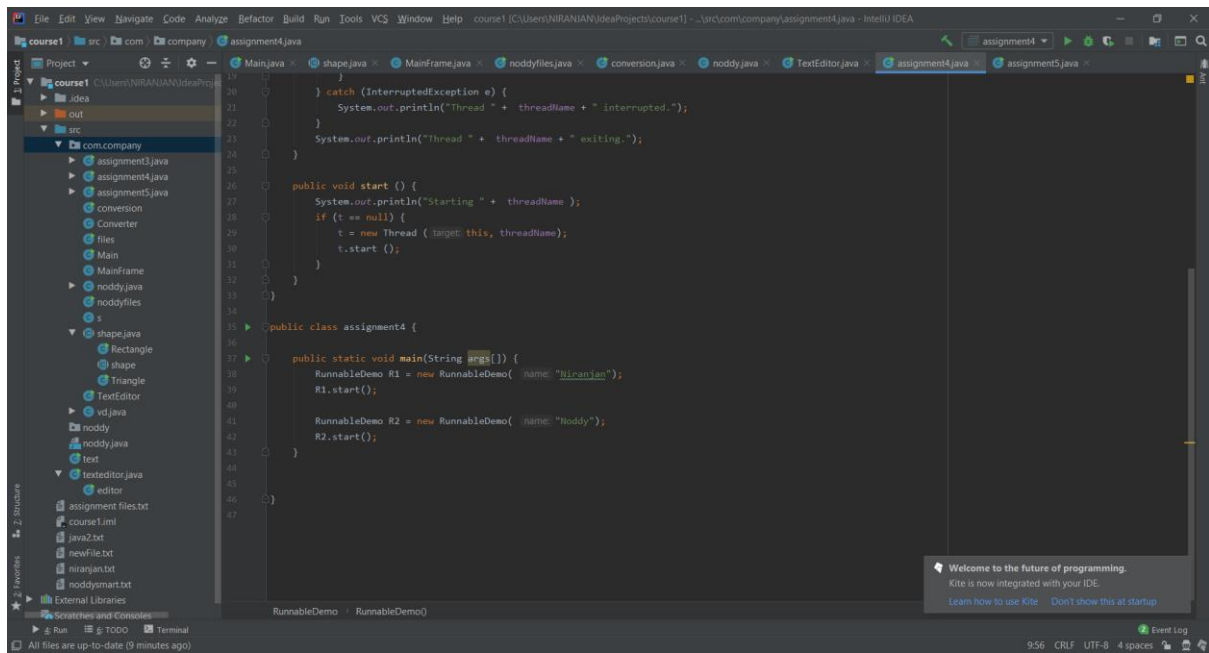 File Edit View Navigate Code Analyze Refactor Build Run Tools VCS Window Help course1 [C:\Users\NIRANJAN\IdeaProjects\course1] - ...\src\com\company\assignment4.java - IntelliJ IDEA
course1 src com company assignment4.java assignment4
Project Main.java shape.java MainFrame.java noddyfiles.java conversion.java noddy.java TextEditor.java assignment4.java assignment5.java
1: Project
Ant
course1 C:\Users\NIRANJAN\IdeaProjec
.idea
out
src
com.company
assignment3.java
assignment4.java
assignment5.java
conversion
Converter
files
Main
MainFrame
noddy.java
noddyfiles
s
shape.java
Rectangle
shape
Triangle
TextEditor
vd.java
noddy
noddy.java
text
texteditor.java
editor
assignment files.txt
course1.iml
java2.txt
newFile.txt
niranjan.txt
noddysmart.txt
External Libraries
Scratches and Consoles
Z: Structure
2: Favorites
19 }
20 } catch (InterruptedException e) {
21 System.out.println("Thread " + threadName + " interrupted.");
22 }
23 System.out.println("Thread " + threadName + " exiting.");
24 }
25
26 public void start () {
27 System.out.println("Starting " + threadName );
28 if (t == null) {
29 t = new Thread ( target: this, threadName);
30 t.start ();
31 }
32 }
33 }
34
35 public class assignment4 {
36
37 public static void main(String args[]) {
38 RunnableDemo R1 = new RunnableDemo( name: "Niranjan");
39 R1.start();
40
41 RunnableDemo R2 = new RunnableDemo( name: "Noddy");
42 R2.start();
43 }
44
45
46 }
47
Welcome to the future of programming.
Kite is now integrated with your IDE.
Learn how to use Kite Don't show this at startup
RunnableDemo RunnableDemo()
4: Run 6: TODO Terminal 2 Event Log
All files are up-to-date (9 minutes ago) 9:56 CRLF UTF-8 4 spaces